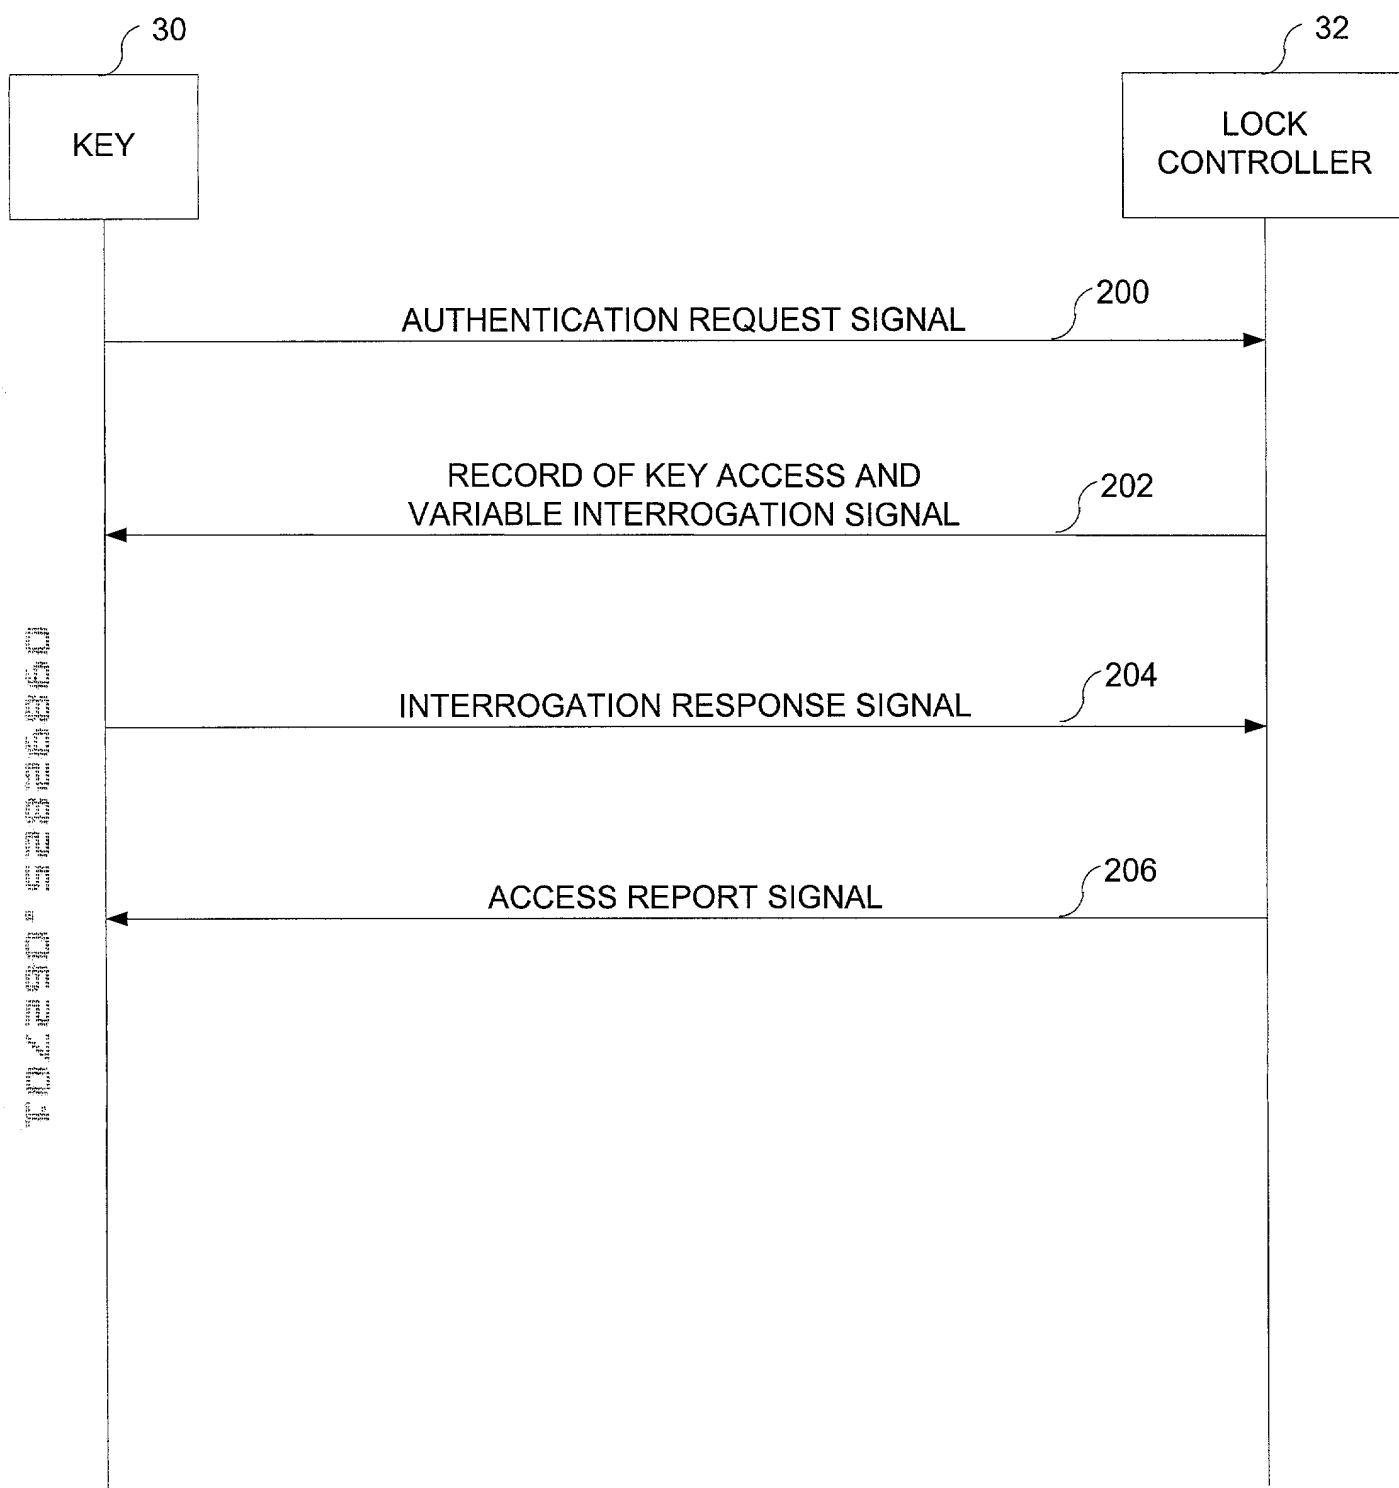 30
32
KEY
LOCK
CONTROLLER
200
AUTHENTICATION REQUEST SIGNAL
RECORD OF KEY ACCESS AND
202
VARIABLE INTERROGATION SIGNAL
204
INTERROGATION RESPONSE SIGNAL
206
ACCESS REPORT SIGNAL